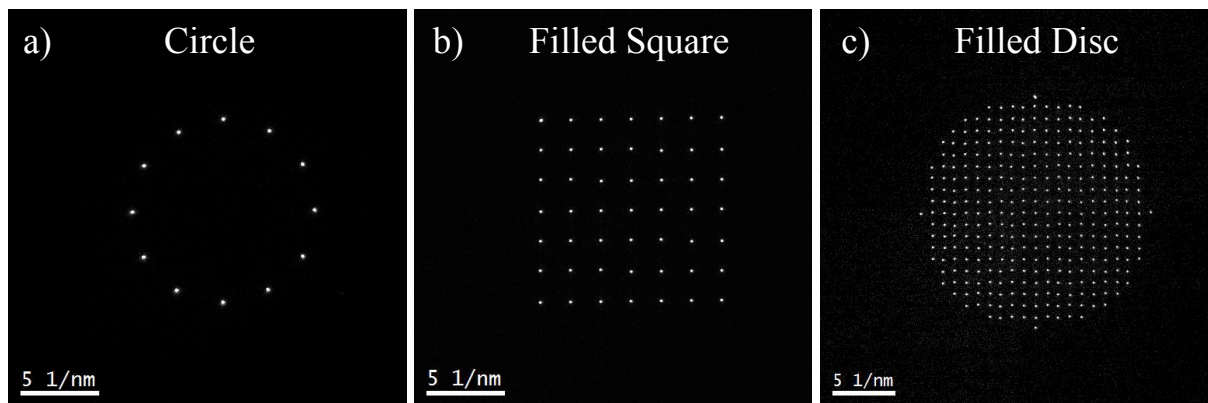 a) Circle
b) Filled Square
c) Filled Disc
5 1/nm
5 1/nm
5 1/nm